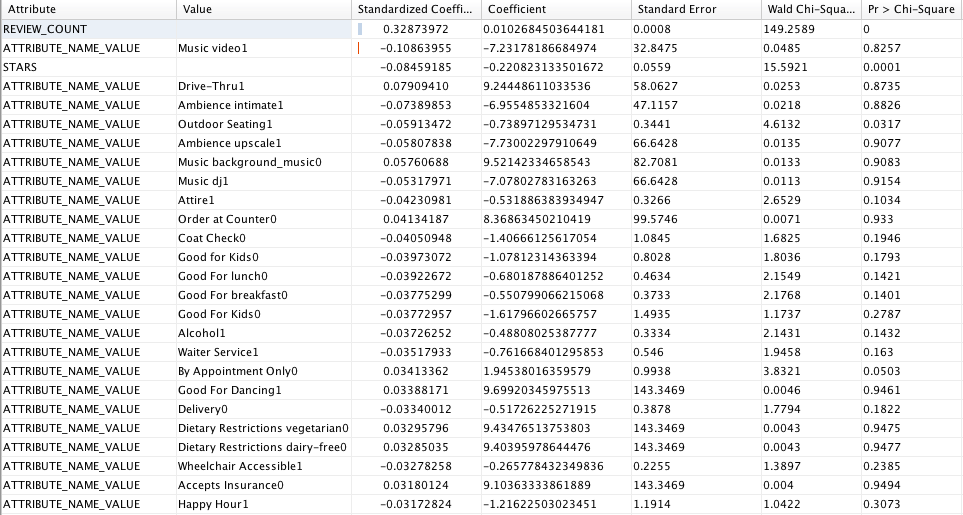 Attribute Value Standardized Coeffi... Coefficient Standard Error Wald Chi-Squa... Pr > Chi-Square
REVIEW_COUNT 0.32873972 0.0102684503644181 0.0008 149.2589 0
ATTRIBUTE_NAME_VALUE Music video1 -0.10863955 -7.23178186684974 32.8475 0.0485 0.8257
STARS -0.08459185 -0.220823133501672 0.0559 15.5921 0.0001
ATTRIBUTE_NAME_VALUE Drive-Thru1 0.07909410 9.24448611033536 58.0627 0.0253 0.8735
ATTRIBUTE_NAME_VALUE Ambience intimate1 -0.07389853 -6.9554853321604 47.1157 0.0218 0.8826
ATTRIBUTE_NAME_VALUE Outdoor Seating1 -0.05913472 -0.73897129534731 0.3441 4.6132 0.0317
ATTRIBUTE_NAME_VALUE Ambience upscale1 -0.05807838 -7.73002297910649 66.6428 0.0135 0.9077
ATTRIBUTE_NAME_VALUE Music background_music0 0.05760688 9.52142334658543 82.7081 0.0133 0.9083
ATTRIBUTE_NAME_VALUE Music dj1 -0.05317971 -7.07802783163263 66.6428 0.0113 0.9154
ATTRIBUTE_NAME_VALUE Attire1 -0.04230981 -0.531886383934947 0.3266 2.6529 0.1034
ATTRIBUTE_NAME_VALUE Order at Counter0 0.04134187 8.36863450210419 99.5746 0.0071 0.933
ATTRIBUTE_NAME_VALUE Coat Check0 -0.04050948 -1.40666125617054 1.0845 1.6825 0.1946
ATTRIBUTE_NAME_VALUE Good for Kids0 -0.03973072 -1.07812314363394 0.8028 1.8036 0.1793
ATTRIBUTE_NAME_VALUE Good For lunch0 -0.03922672 -0.680187886401252 0.4634 2.1549 0.1421
ATTRIBUTE_NAME_VALUE Good For breakfast0 -0.03775299 -0.550799066215068 0.3733 2.1768 0.1401
ATTRIBUTE_NAME_VALUE Good For Kids0 -0.03772957 -1.61796602665757 1.4935 1.1737 0.2787
ATTRIBUTE_NAME_VALUE Alcohol1 -0.03726252 -0.48808025387777 0.3334 2.1431 0.1432
ATTRIBUTE_NAME_VALUE Waiter Service1 -0.03517933 -0.761668401295853 0.546 1.9458 0.163
ATTRIBUTE_NAME_VALUE By Appointment Only0 0.03413362 1.94538016359579 0.9938 3.8321 0.0503
ATTRIBUTE_NAME_VALUE Good For Dancing1 0.03388171 9.69920345975513 143.3469 0.0046 0.9461
ATTRIBUTE_NAME_VALUE Delivery0 -0.03340012 -0.51726225271915 0.3878 1.7794 0.1822
ATTRIBUTE_NAME_VALUE Dietary Restrictions vegetarian0 0.03295796 9.43476513753803 143.3469 0.0043 0.9475
ATTRIBUTE_NAME_VALUE Dietary Restrictions dairy-free0 0.03285035 9.40395978644476 143.3469 0.0043 0.9477
ATTRIBUTE_NAME_VALUE Wheelchair Accessible1 -0.03278258 -0.265778432349836 0.2255 1.3897 0.2385
ATTRIBUTE_NAME_VALUE Accepts Insurance0 0.03180124 9.10363333861889 143.3469 0.004 0.9494
ATTRIBUTE_NAME_VALUE Happy Hour1 -0.03172824 -1.21622503023451 1.1914 1.0422 0.3073